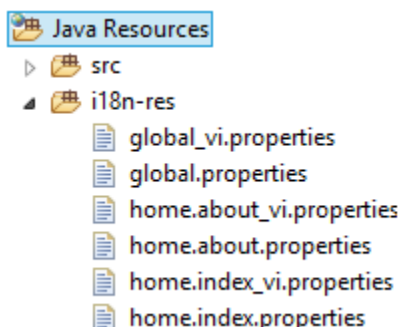 Java Resources
src
i18n-res
global_vi.properties
global.properties
home.about_vi.properties
home.about.properties
home.index_vi.properties
home.index.properties